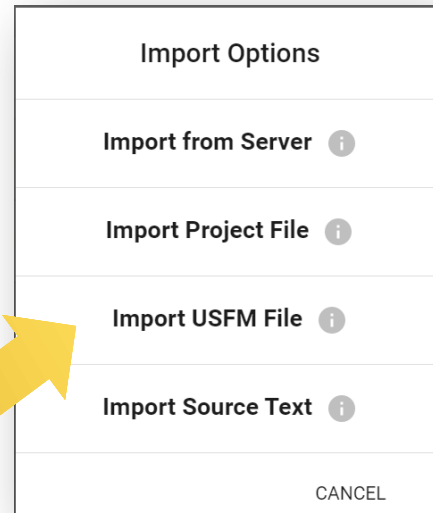 Import Options
Import from Server
Import Project File
Import USFM File
Import Source Text
CANCEL